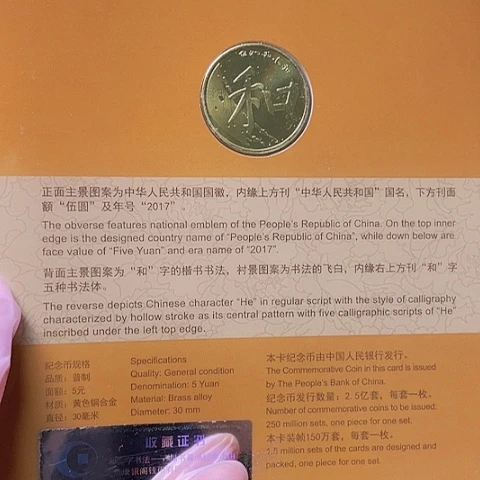 和
正面主景图案为中华人民共和国国徽，内缘上方刊“中华人民共和国”国名，下方刊面
额“伍圆”及年号“2017”。
The obverse features national emblem of the People's Republic of China. On the top inner
edge is the designed country name of “People's Republic of China”, while down below are
face value of “Five Yuan” and era name of “2017”.
背面主景图案为“和”字的楷书书法，衬景图案为书法的飞白，内缘右上方刊“和”字
五种书法体。
The reverse depicts Chinese character “He” in regular script with the style of calligraphy
characterized by hollow stroke as its central pattern with five calligraphic scripts of “He”
inscribed under the left top edge.
纪念币规格
品质：普制
面额：5元
材质：黄色铜合金
直径：30毫米
Specifications
Quality: General condition
Denomination: 5 Yuan
Material: Brass alloy
Diameter: 30 mm
本卡纪念币由中国人民银行发行。
The Commemorative Coin in this card is issued
by The People's Bank of China.
纪念币发行数量：2.5亿套，每套一枚。
Number of commemorative coins to be issued:
250 million sets, one piece for one set.
本卡装帧150万套，每套一枚。
1.5 million sets of the cards are designed and
packed, one piece for one set.
收藏证